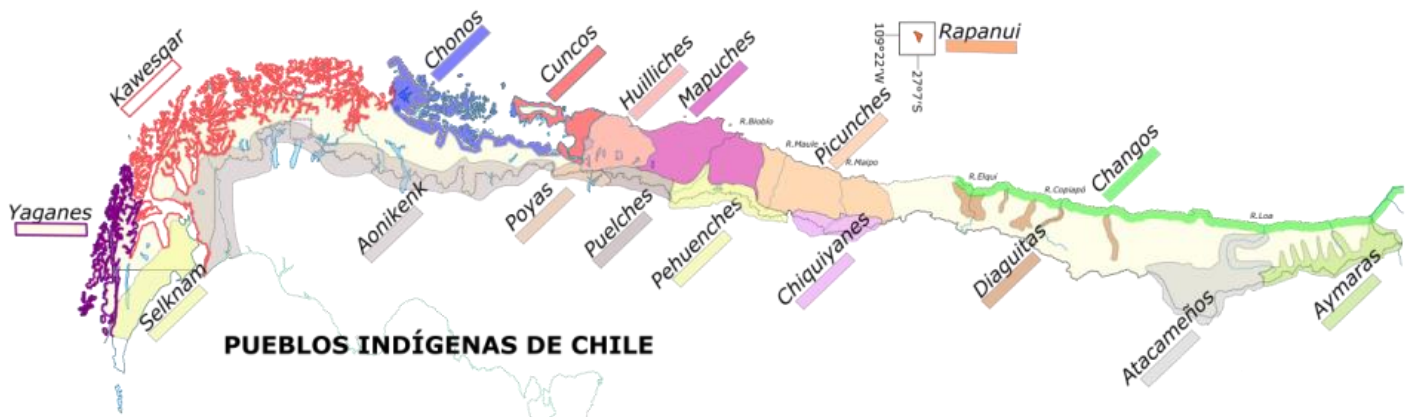 Kawesqar
Chonos
Cuncos
Huilliches
Mapuches
R.Biobío
Picunches
R.Maule
R.Maipo
109°22'W
27°7'S
Rapanui
Changos
R.Elqui
R.Copiapó
R.Loa
Yaganes
Selknam
Aonikenk
Poyas
Puelches
Pehuenches
Chiquiyanes
Diaguitas
Atacameños
Aymaras
PUEBLOS INDÍGENAS DE CHILE